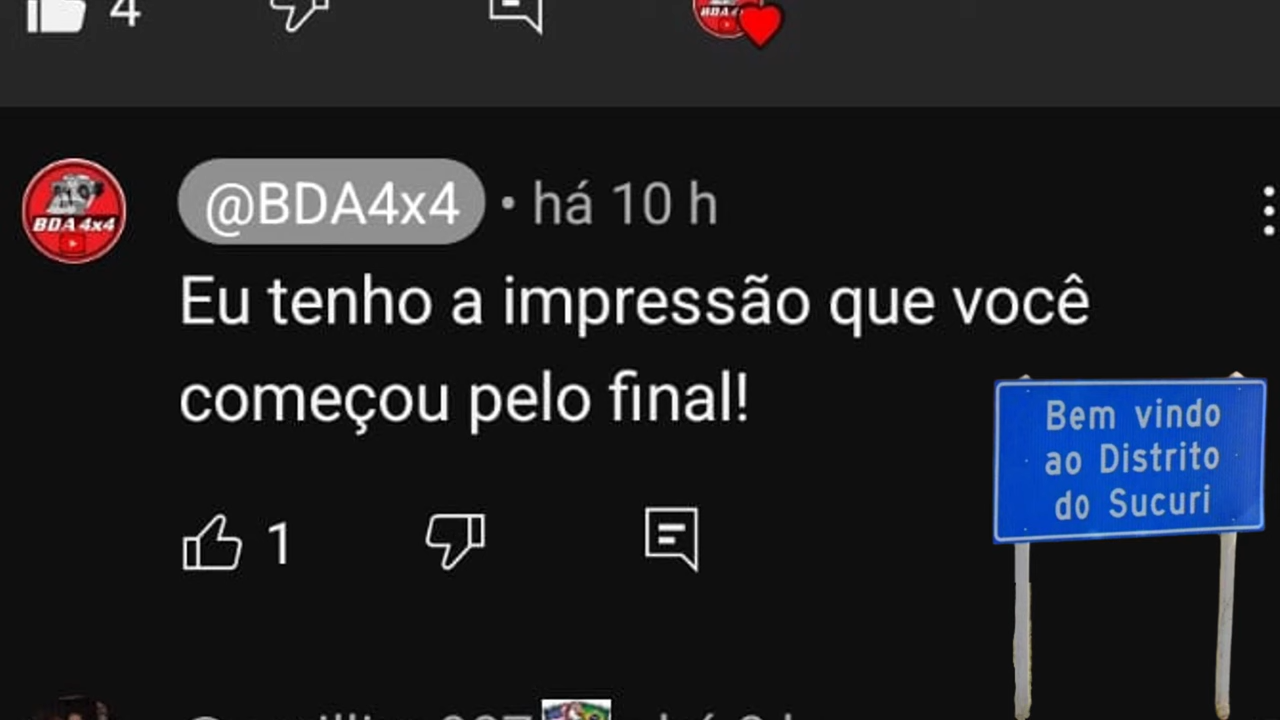 4
BDA 4x4
@BDA4x4 • há 10 h
Eu tenho a impressão que você
começou pelo final!
1
Bem vindo
ao Distrito
do Sucuri